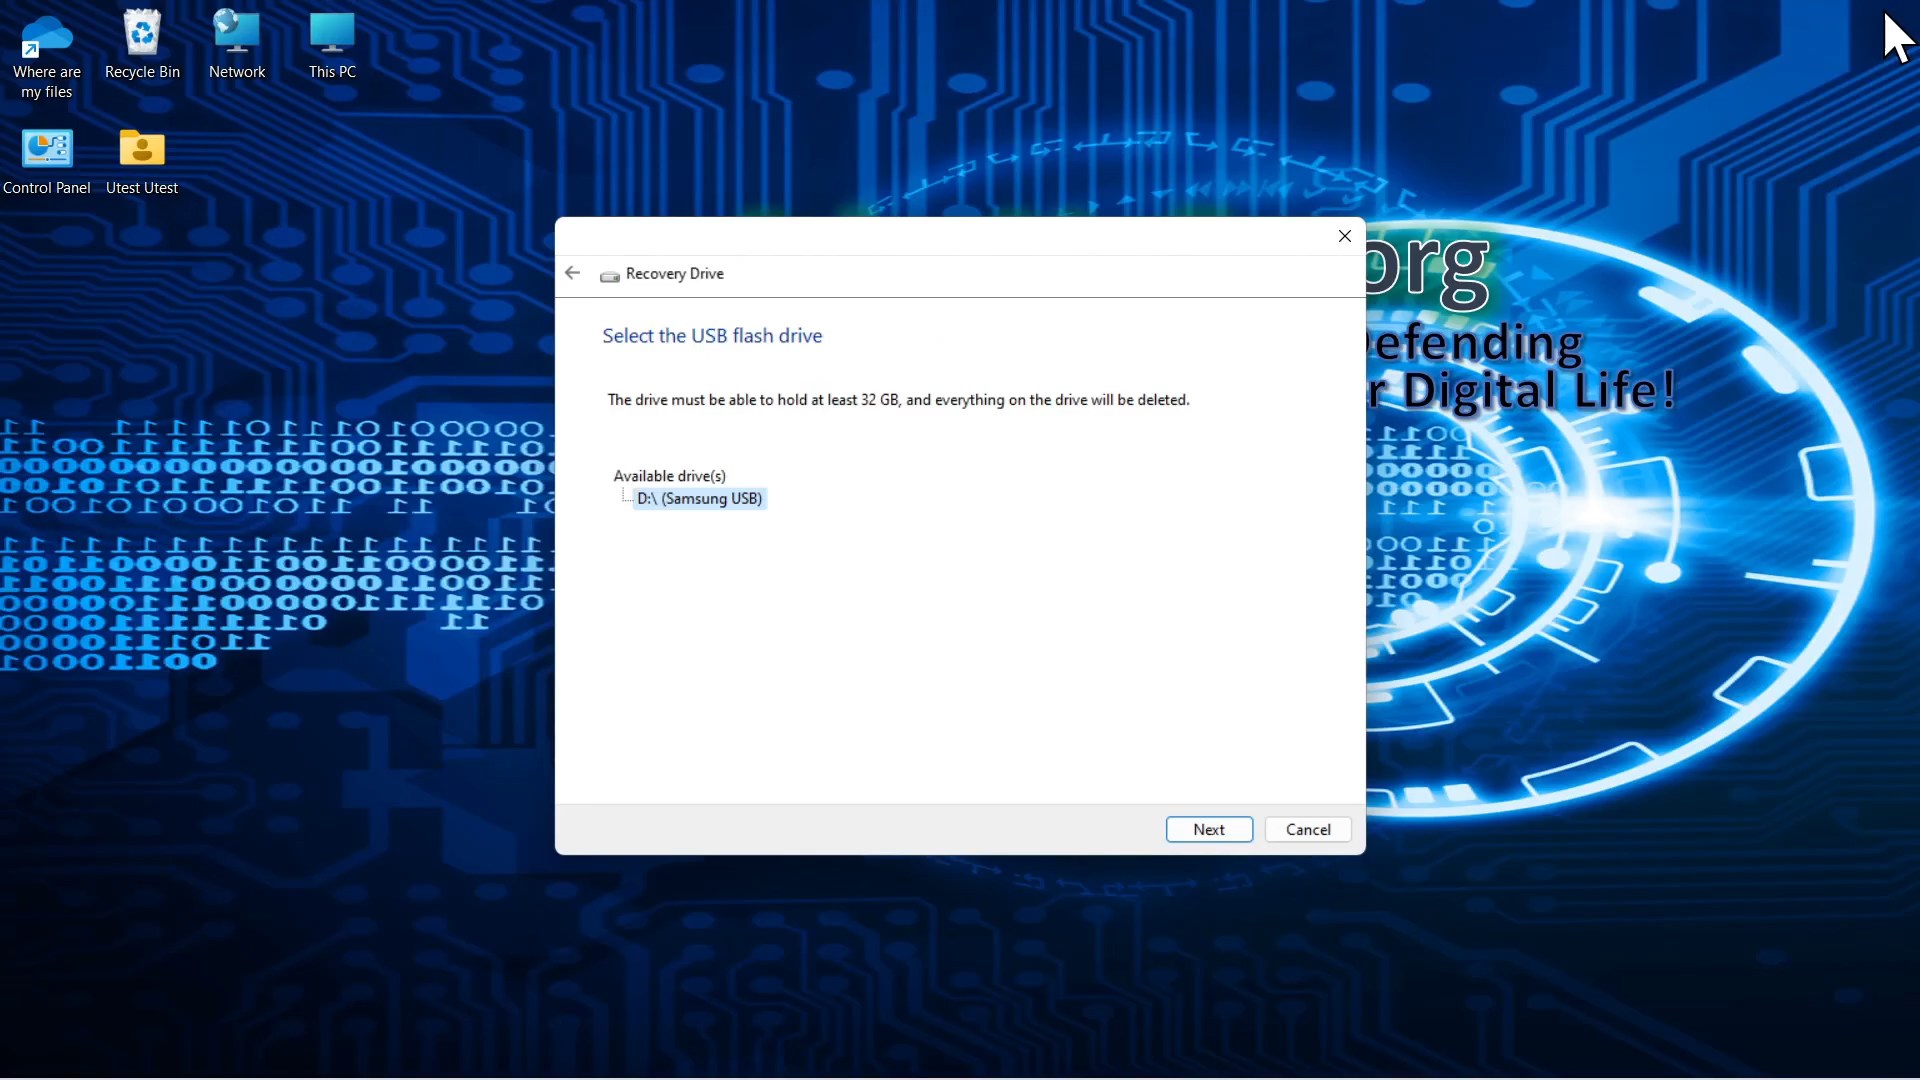 Where are
my files
Recycle Bin
Network
This PC
Control Panel
Utest Utest
Recovery Drive
Select the USB flash drive
The drive must be able to hold at least 32 GB, and everything on the drive will be deleted.
Available drive(s)
D:\ (Samsung USB)
Next
Cancel
org
efending
r Digital Life!